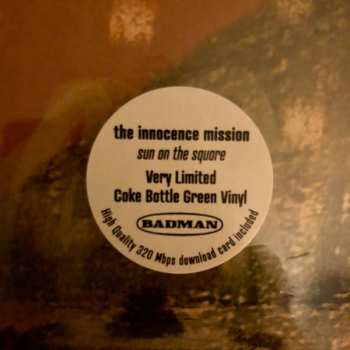 the innocence mission
sun on the square
Very Limited
Coke Bottle Green Vinyl
BADMAN
High Quality 320 Mbps download card included